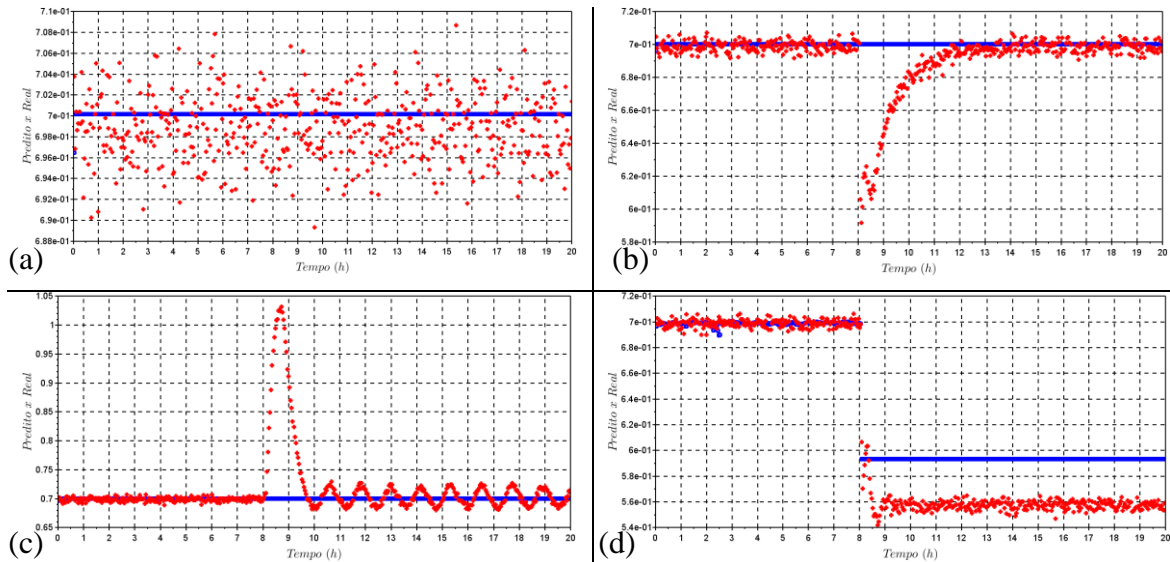 7.1e-01
7.08e-01
7.06e-01
7.04e-01
7.02e-01
7e-01
6.98e-01
6.96e-01
6.94e-01
6.92e-01
6.9e-01
6.88e-01
Predito x Real
0 1 2 3 4 5 6 7 8 9 10 11 12 13 14 15 16 17 18 19 20
Tempo (h)
(a)
7.2e-01
7e-01
6.8e-01
6.6e-01
6.4e-01
6.2e-01
6e-01
5.8e-01
Predito x Real
0 1 2 3 4 5 6 7 8 9 10 11 12 13 14 15 16 17 18 19 20
Tempo (h)
(b)
1.05
1
0.95
0.9
0.85
0.8
0.75
0.7
0.65
Predito x Real
0 1 2 3 4 5 6 7 8 9 10 11 12 13 14 15 16 17 18 19 20
Tempo (h)
(c)
7.2e-01
7e-01
6.8e-01
6.6e-01
6.4e-01
6.2e-01
6e-01
5.8e-01
5.6e-01
5.4e-01
Predito x Real
0 1 2 3 4 5 6 7 8 9 10 11 12 13 14 15 16 17 18 19 20
Tempo (h)
(d)